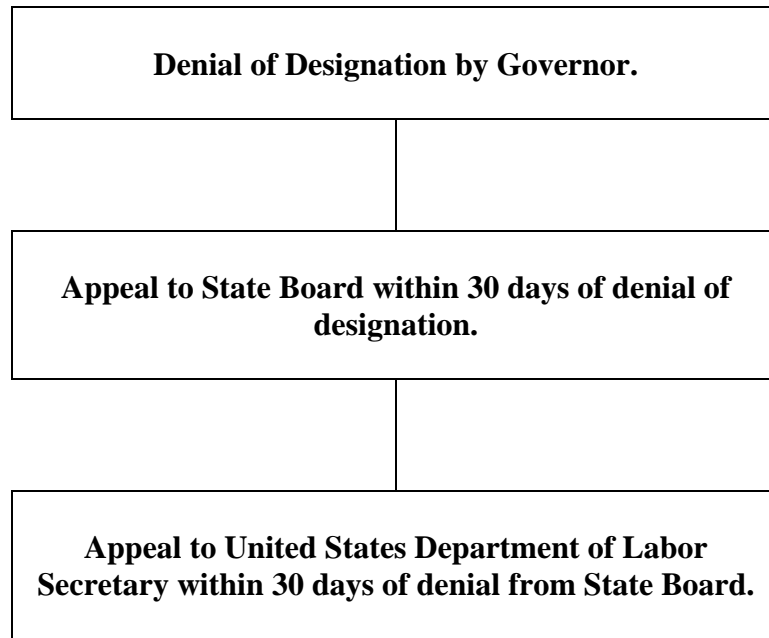 Denial of Designation by Governor.
Appeal to State Board within 30 days of denial of
designation.
Appeal to United States Department of Labor
Secretary within 30 days of denial from State Board.